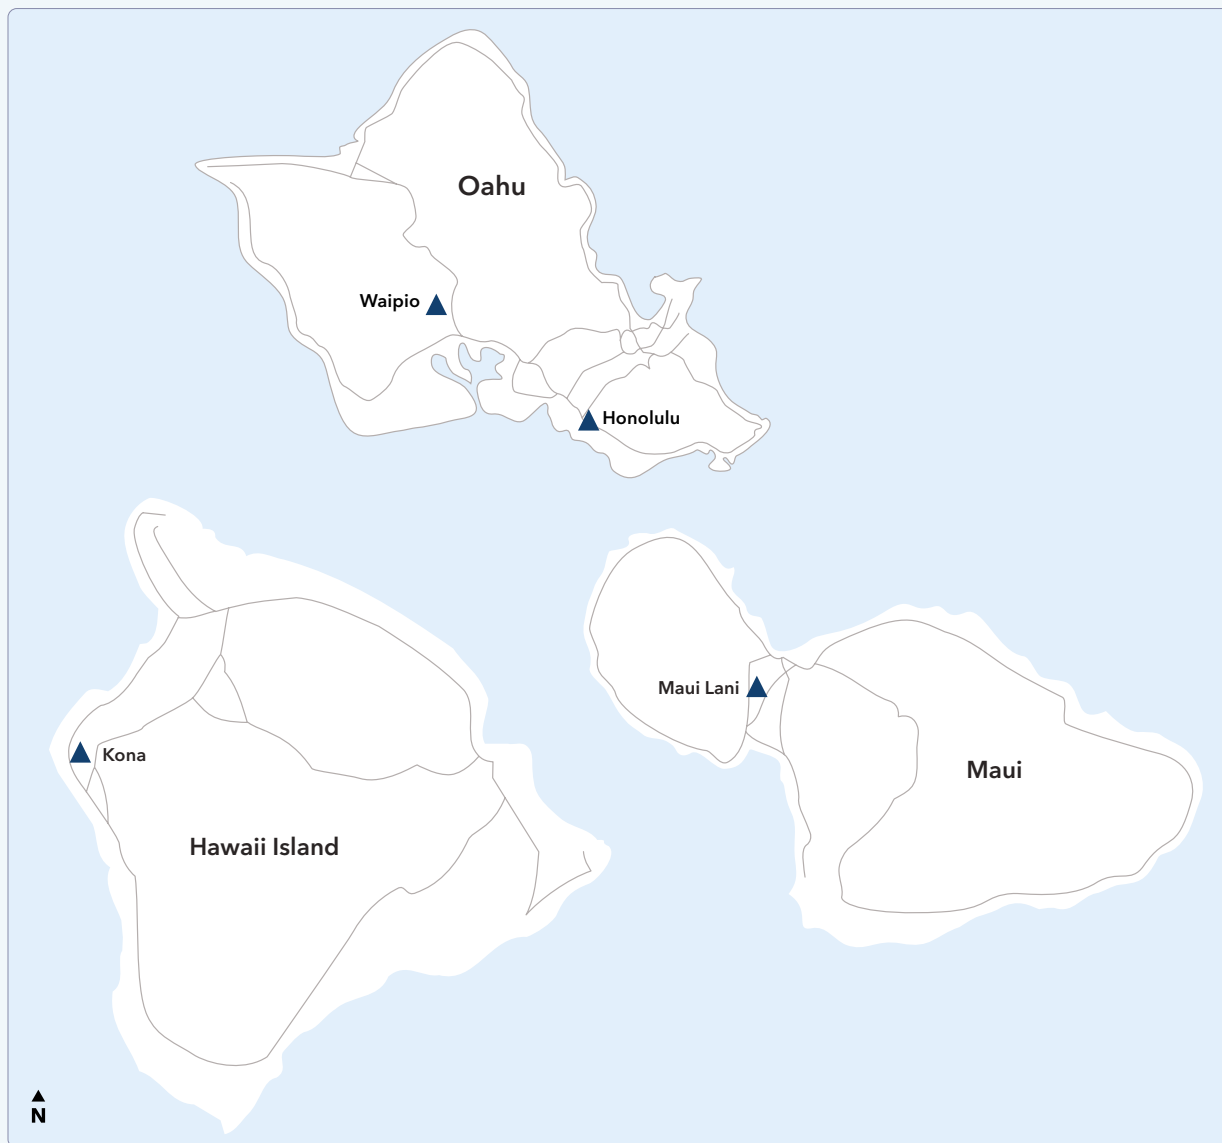 Oahu
Waipio
Honolulu
Maui Lani
Kona
Maui
Hawaii Island
N